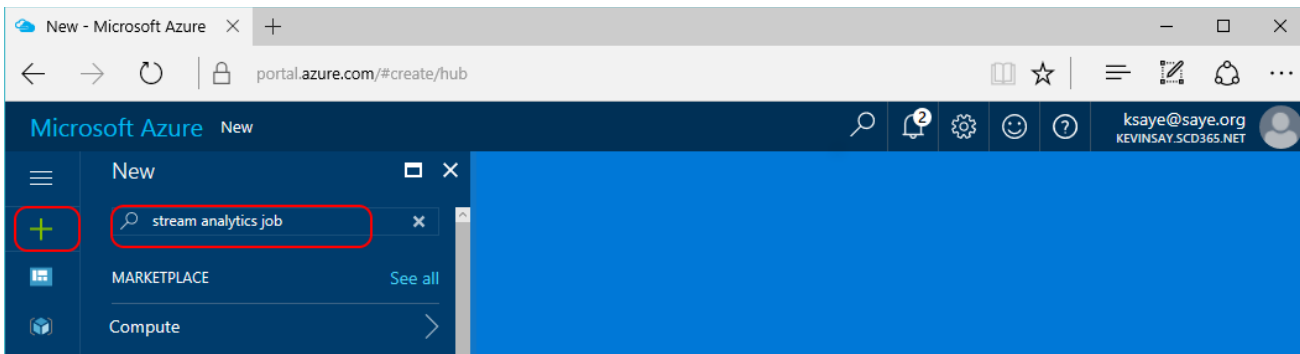 New - Microsoft Azure
portal.azure.com/#create/hub
Microsoft Azure New
2
ksaye@saye.org
KEVINSAY.SCD365.NET
New
stream analytics job
MARKETPLACE See all
Compute